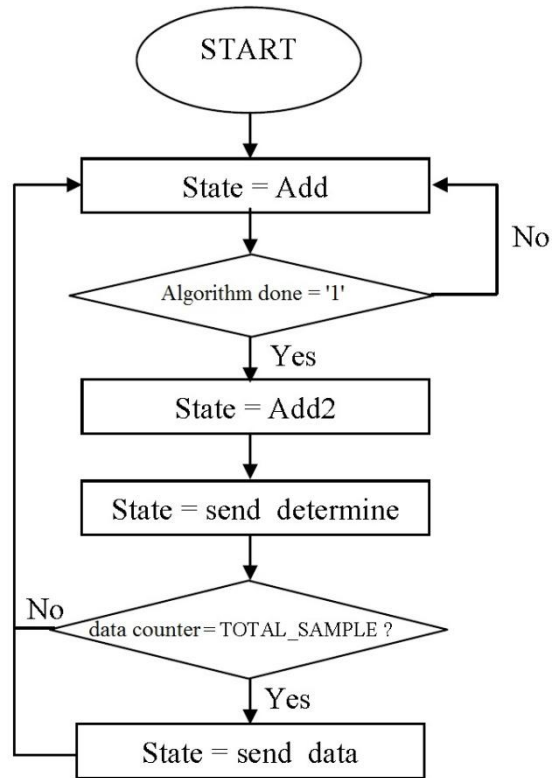 START
State = Add
No
Algorithm done = '1'
Yes
State = Add2
State = send determine
No
data counter = TOTAL_SAMPLE ?
Yes
State = send data